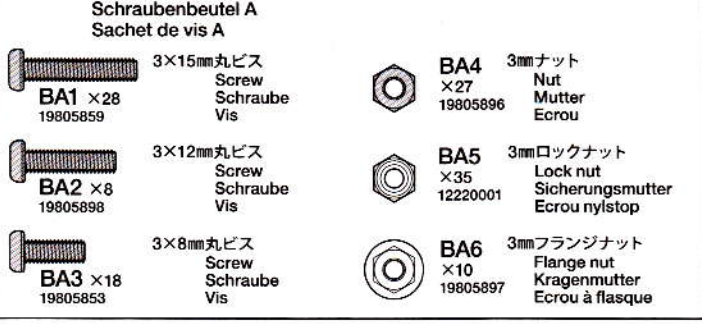 Schraubenbeutel A
Sachet de vis A
BA1 ×28
19805859
3×15mm丸ビス
Screw
Schraube
Vis
BA2 ×8
19805898
3×12mm丸ビス
Screw
Schraube
Vis
BA3 ×18
19805853
3×8mm丸ビス
Screw
Schraube
Vis
BA4
×27
19805896
3mmナット
Nut
Mutter
Ecrou
BA5
×35
12220001
3mmロックナット
Lock nut
Sicherungsmutter
Ecrou nylstop
BA6
×10
19805897
3mmフランジナット
Flange nut
Kragenmutter
Ecrou à flasque